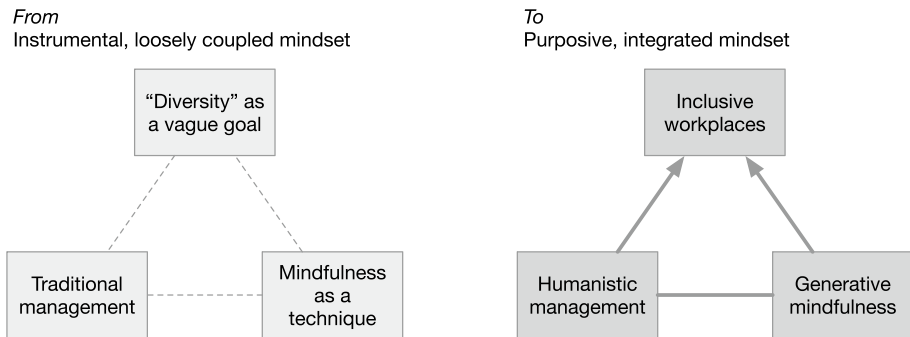 From
Instrumental, loosely coupled mindset
“Diversity” as
a vague goal
Traditional
management
Mindfulness
as a
technique
To
Purposive, integrated mindset
Inclusive
workplaces
Humanistic
management
Generative
mindfulness